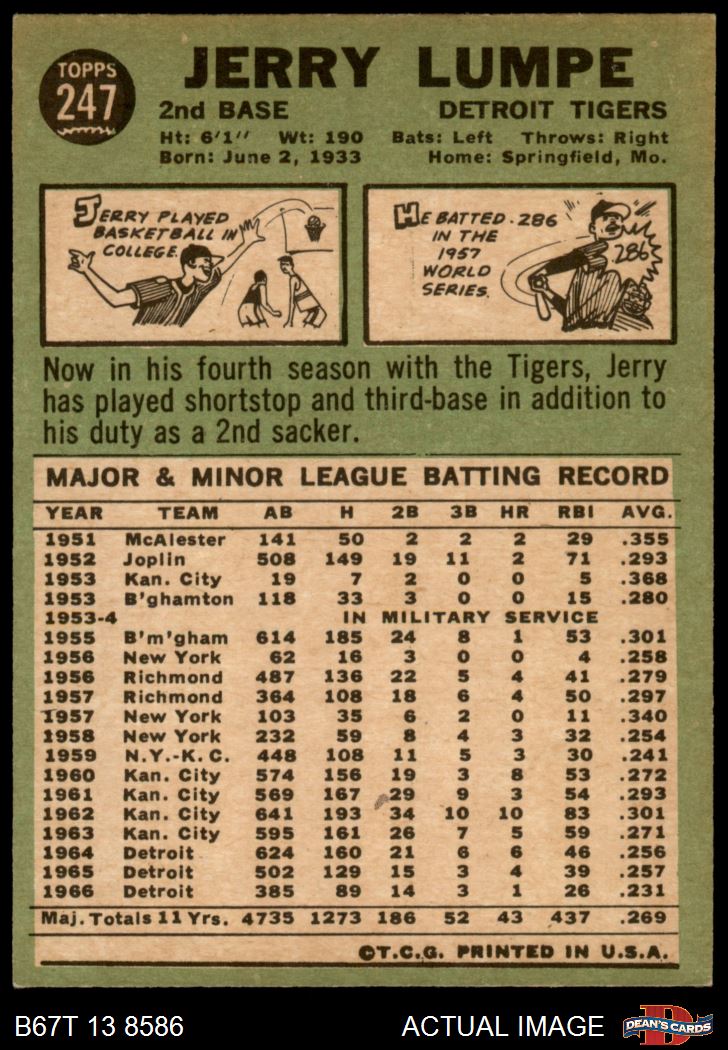 TOPPS
247
JERRY LUMPE
2nd BASE DETROIT TIGERS
Ht: 6'1" Wt: 190 Bats: Left Throws: Right
Born: June 2, 1933 Home: Springfield, Mo.
JERRY PLAYED
BASKETBALL IN
COLLEGE.
HE BATTED .286
IN THE
1957
WORLD
SERIES.
286
Now in his fourth season with the Tigers, Jerry
has played shortstop and third-base in addition to
his duty as a 2nd sacker.
MAJOR & MINOR LEAGUE BATTING RECORD
YEAR TEAM AB H 2B 3B HR RBI AVG.
1951 McAlester 141 50 2 2 2 29 .355
1952 Joplin 508 149 19 11 2 71 .293
1953 Kan. City 19 7 2 0 0 5 .368
1953 B'ghamton 118 33 3 0 0 15 .280
1953-4 IN MILITARY SERVICE
1955 B'm'gham 614 185 24 8 1 53 .301
1956 New York 62 16 3 0 0 4 .258
1956 Richmond 487 136 22 5 4 41 .279
1957 Richmond 364 108 18 6 4 50 .297
1957 New York 103 35 6 2 0 11 .340
1958 New York 232 59 8 4 3 32 .254
1959 N.Y.-K.C. 448 108 11 5 3 30 .241
1960 Kan. City 574 156 19 3 8 53 .272
1961 Kan. City 569 167 29 9 3 54 .293
1962 Kan. City 641 193 34 10 10 83 .301
1963 Kan. City 595 161 26 7 5 59 .271
1964 Detroit 624 160 21 6 6 46 .256
1965 Detroit 502 129 15 3 4 39 .257
1966 Detroit 385 89 14 3 1 26 .231
Maj. Totals 11 Yrs. 4735 1273 186 52 43 437 .269
©T.C.G. PRINTED IN U.S.A.
B67T 13 8586 ACTUAL IMAGE
D
DEAN'S CARDS